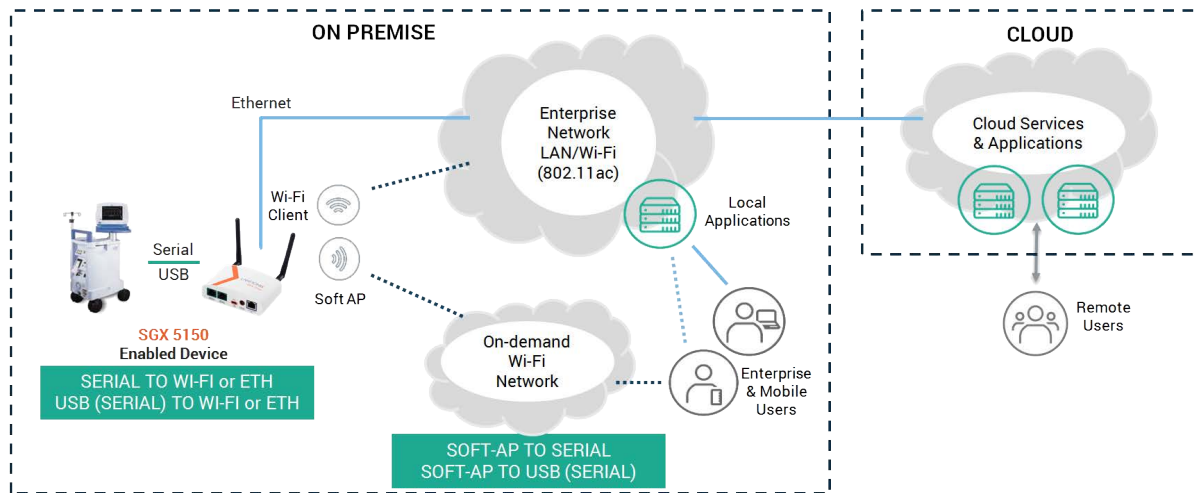 ON PREMISE
CLOUD
Ethernet
Enterprise
Network
LAN/Wi-Fi
(802.11ac)
Cloud Services
& Applications
Wi-Fi
Client
Local
Applications
Serial
USB
Soft AP
Remote
Users
SGX 5150
Enabled Device
On-demand
Wi-Fi
Network
Enterprise
& Mobile
Users
SERIAL TO WI-FI or ETH
USB (SERIAL) TO WI-FI or ETH
SOFT-AP TO SERIAL
SOFT-AP TO USB (SERIAL)